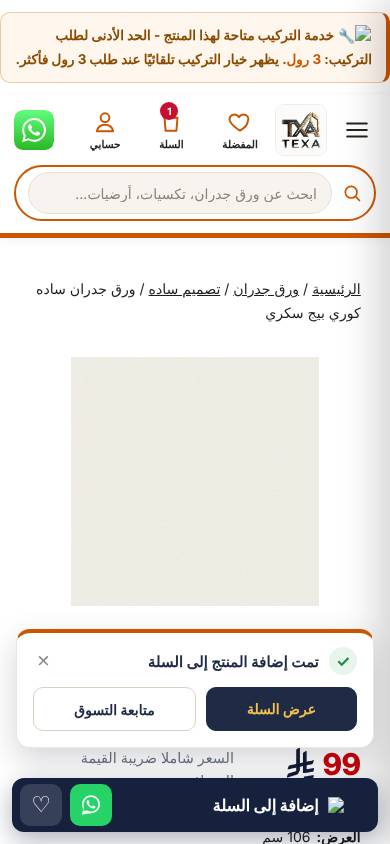 🔧 خدمة التركيب متاحة لهذا المنتج - الحد الأدنى لطلب
التركيب: 3 رول. يظهر خيار التركيب تلقائيًا عند طلب 3 رول فأكثر.
TEXA
1
المفضلة
السلة
حسابي
ابحث عن ورق جدران، تكسيات، أرضيات...
الرئيسية / ورق جدران / تصميم ساده / ورق جدران ساده
كوري بيج سكري
تمت إضافة المنتج إلى السلة
✕
عرض السلة
متابعة التسوق
99
السعر شاملا ضريبة القيمة
إضافة إلى السلة
العرض: 106 سم